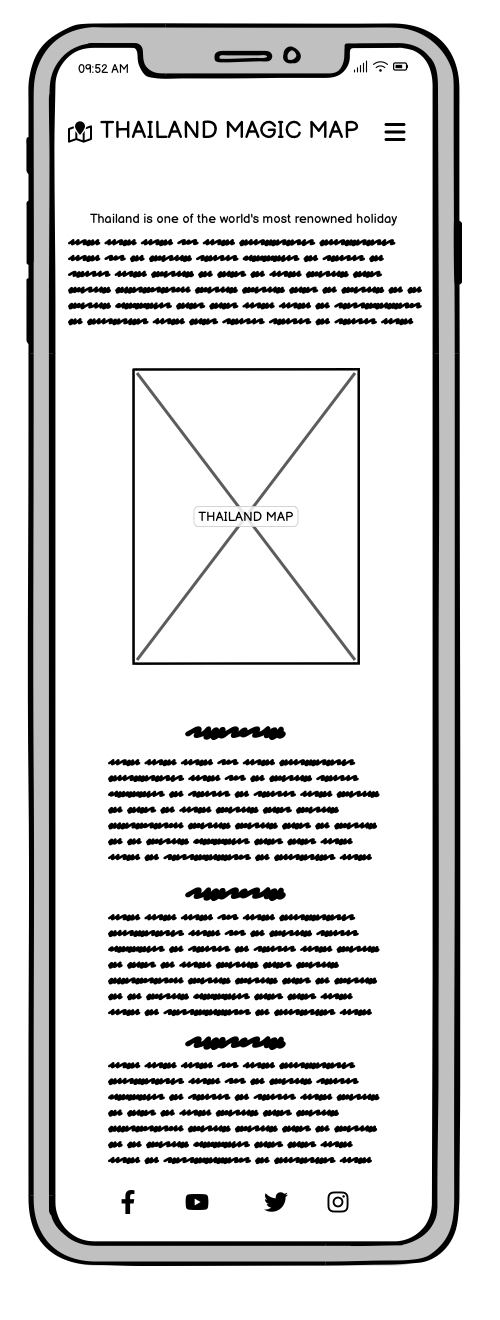 09:52 AM
THAILAND MAGIC MAP
Thailand is one of the world's most renowned holiday
THAILAND MAP